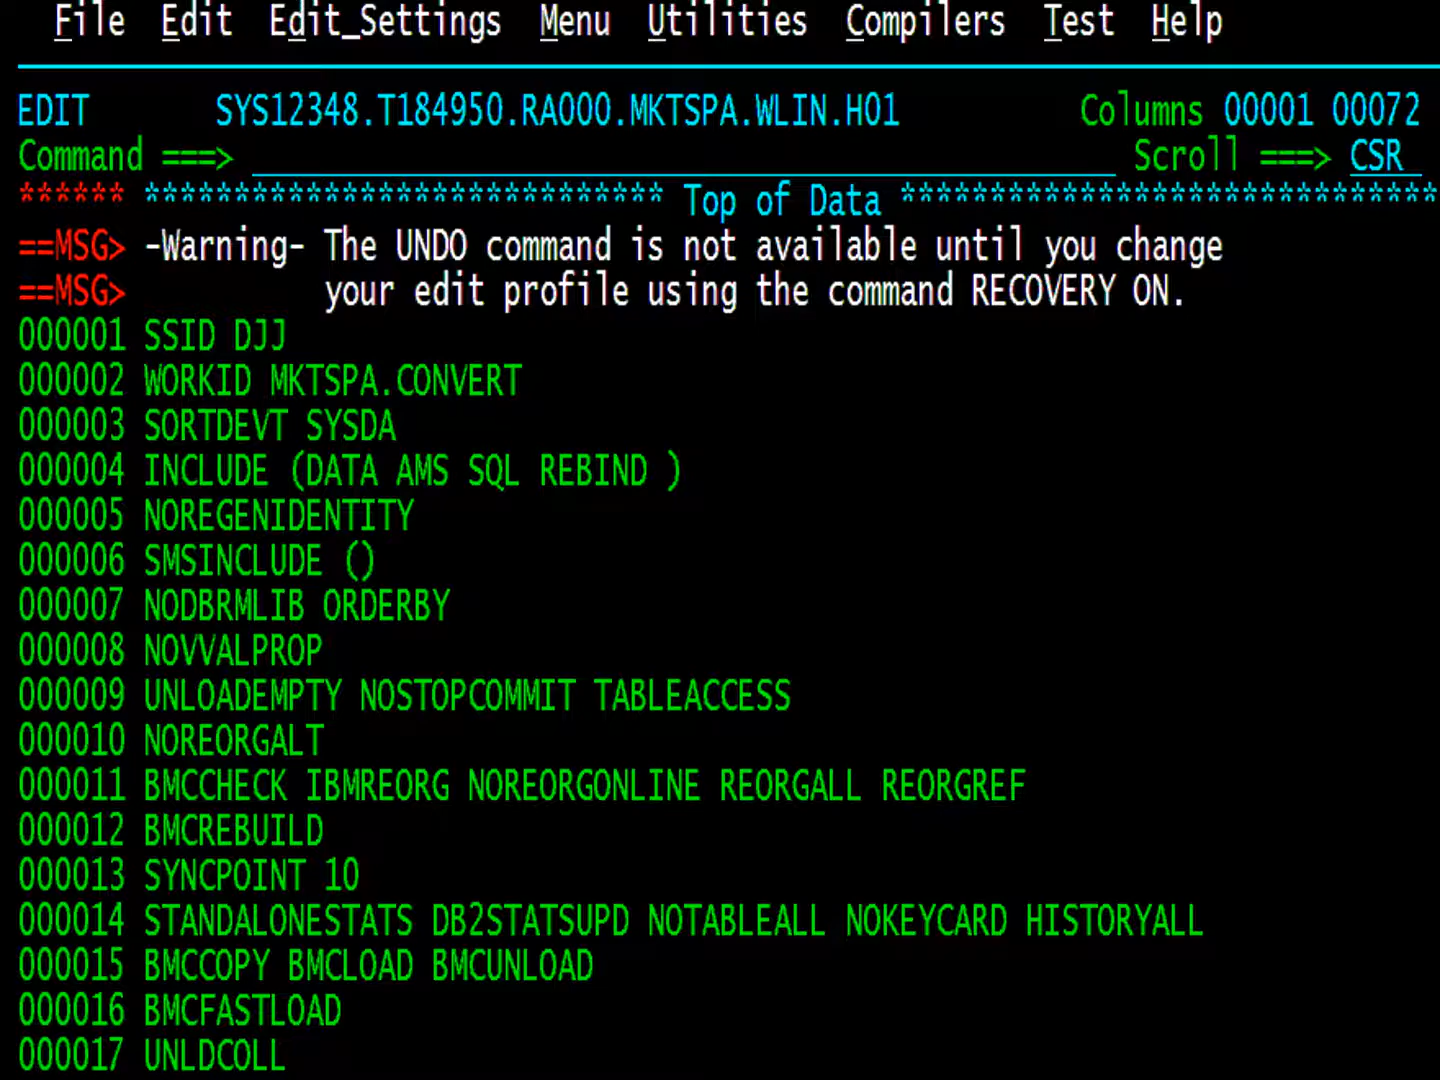 File Edit Edit_Settings Menu Utilities Compilers Test Help
EDIT SYS12348.T184950.RA000.MKTSPA.WLIN.H01 Columns 00001 00072
Command ===> Scroll ===> CSR
****** ***************************** Top of Data ******************************
==MSG> -Warning- The UNDO command is not available until you change
==MSG> your edit profile using the command RECOVERY ON.
000001 SSID DJJ
000002 WORKID MKTSPA.CONVERT
000003 SORTDEVT SYSDA
000004 INCLUDE (DATA AMS SQL REBIND )
000005 NOREGENIDENTITY
000006 SMSINCLUDE ()
000007 NODBRMLIB ORDERBY
000008 NOVVALPROP
000009 UNLOADEMPTY NOSTOPCOMMIT TABLEACCESS
000010 NOREORGALT
000011 BMCCHECK IBMREORG NOREORGONLINE REORGALL REORGREF
000012 BMCREBUILD
000013 SYNCPOINT 10
000014 STANDALONESTATS DB2STATSUPD NOTABLEALL NOKEYCARD HISTORYALL
000015 BMCCOPY BMCLOAD BMCUNLOAD
000016 BMCFASTLOAD
000017 UNLDCOLL